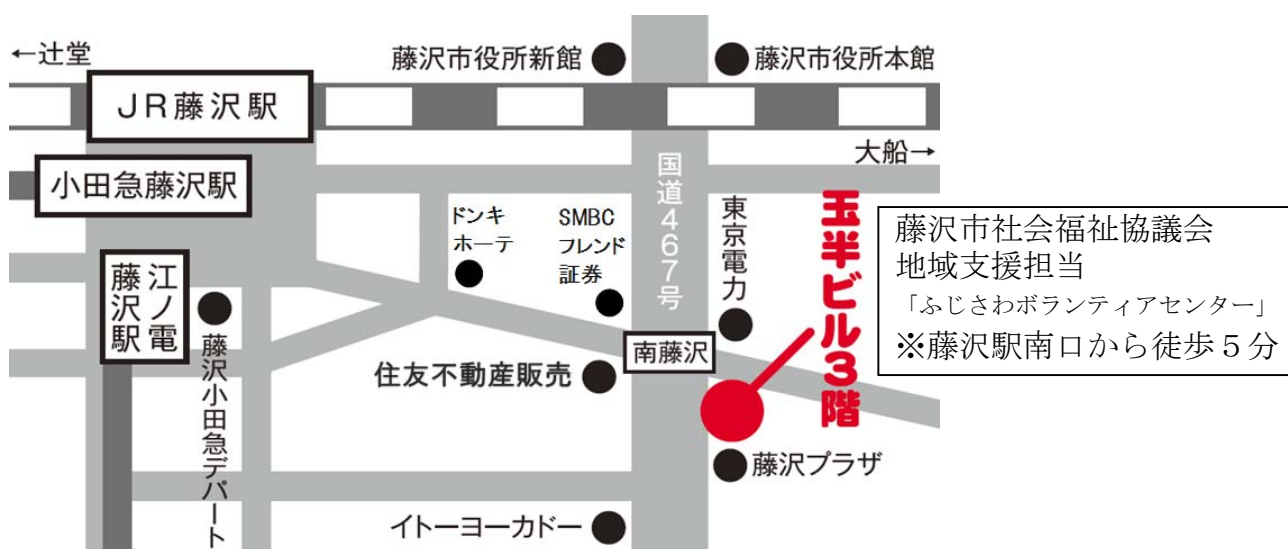 ←辻堂
藤沢市役所新館
藤沢市役所本館
JR藤沢駅
大船→
小田急藤沢駅
国道467号
ドンキ
ホーテ
SMBC
フレンド
証券
東京電力
玉半ビル3階
藤沢市社会福祉協議会
地域支援担当
「ふじさわボランティアセンター」
※藤沢駅南口から徒歩5分
江ノ電
藤沢駅
藤沢小田急デパート
南藤沢
住友不動産販売
藤沢プラザ
イトーヨーカドー